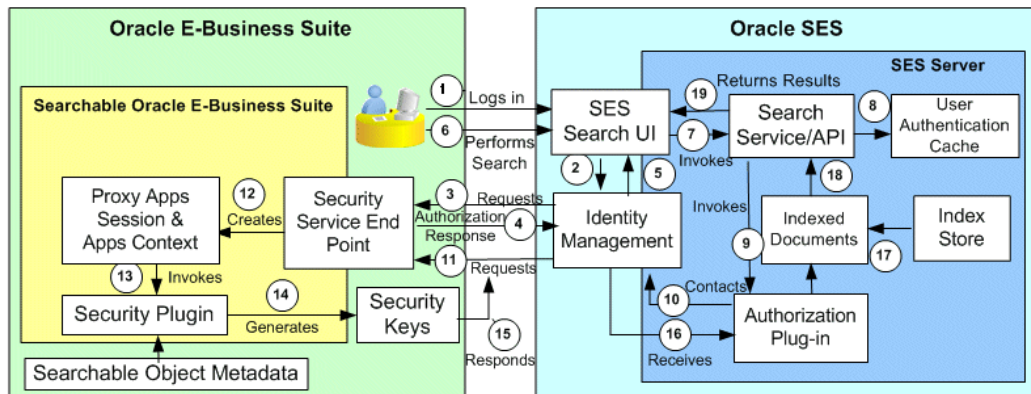 Oracle E-Business Suite
Oracle SES
SES Server
Searchable Oracle E-Business Suite
1
Logs in
6
Performs
Search
SES
Search UI
19
Returns Results
7
Invokes
Search
Service/API
8
User
Authentication
Cache
2
5
18
Proxy Apps
Session &
Apps Context
12
Creates
Security
Service End
Point
3
Requests
Authorization
Response
4
11
Requests
Identity
Management
Invokes
9
Indexed
Documents
17
Index
Store
13
Invokes
14
Generates
Security Plugin
Security
Keys
15
Responds
10
Contacts
16
Receives
Authorization
Plug-in
Searchable Object Metadata